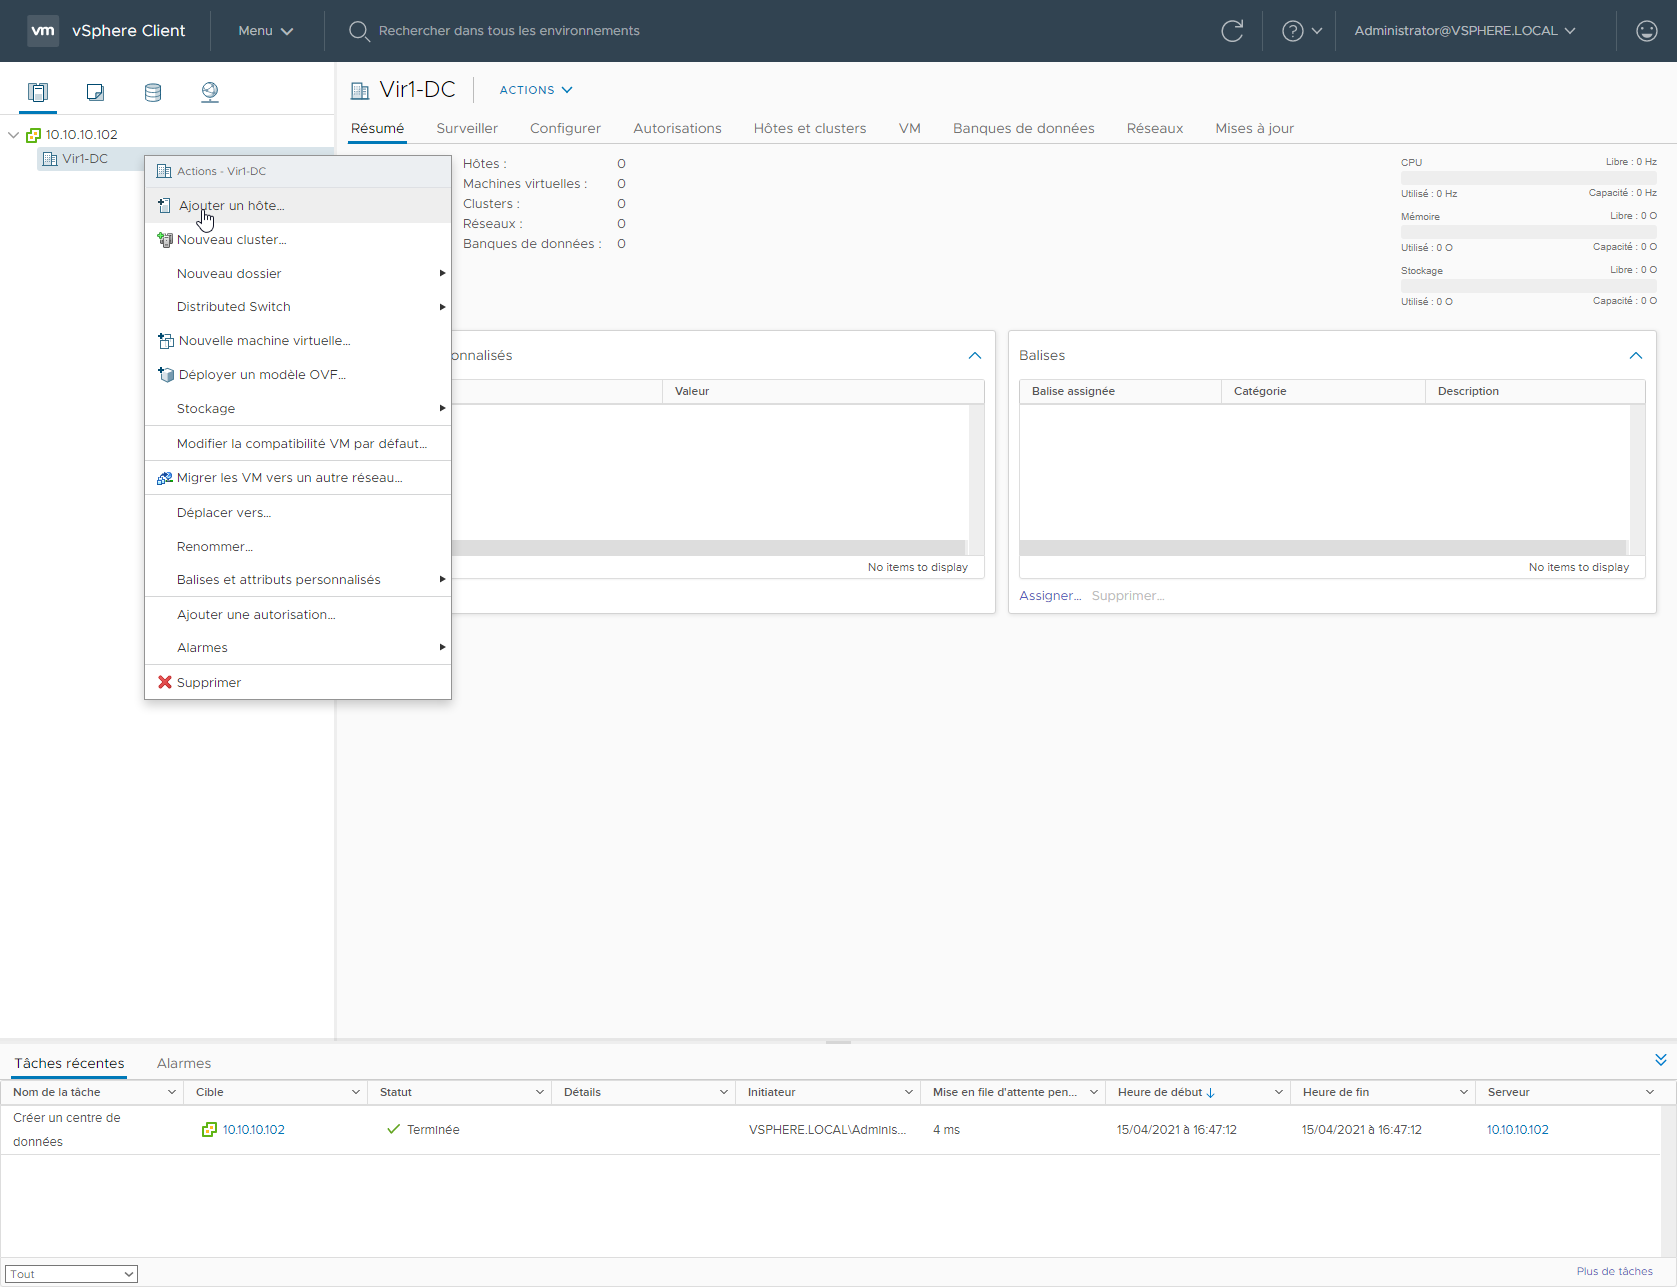 vm vSphere Client Menu Rechercher dans tous les environnements Administrator@VSPHERE.LOCAL
10.10.10.102
Vir1-DC
Vir1-DC ACTIONS
Résumé Surveiller Configurer Autorisations Hôtes et clusters VM Banques de données Réseaux Mises à jour
Actions - Vir1-DC
Ajouter un hôte...
Nouveau cluster...
Nouveau dossier
Distributed Switch
Nouvelle machine virtuelle...
Déployer un modèle OVF...
Stockage
Modifier la compatibilité VM par défaut...
Migrer les VM vers un autre réseau...
Déplacer vers...
Renommer...
Balises et attributs personnalisés
Ajouter une autorisation...
Alarmes
Supprimer
Hôtes : 0
Machines virtuelles : 0
Clusters : 0
Réseaux : 0
Banques de données : 0
CPU Libre : 0 Hz
Utilisé : 0 Hz Capacité : 0 Hz
Mémoire Libre : 0 O
Utilisé : 0 O Capacité : 0 O
Stockage Libre : 0 O
Utilisé : 0 O Capacité : 0 O
onnalisés
Valeur
No items to display
Balises
Balise assignée Catégorie Description
No items to display
Assigner... Supprimer...
Tâches récentes Alarmes
Nom de la tâche Cible Statut Détails Initiateur Mise en file d'attente pen... Heure de début Heure de fin Serveur
Créer un centre de
données 10.10.10.102 Terminée VSPHERE.LOCAL\Adminis... 4 ms 15/04/2021 à 16:47:12 15/04/2021 à 16:47:12 10.10.10.102
Tout Plus de tâches